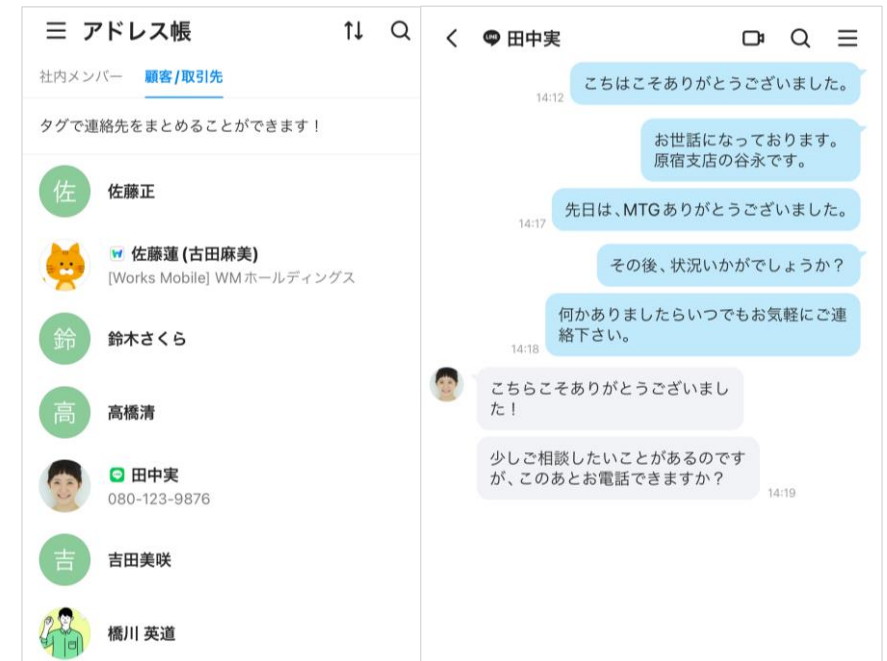 アドレス帳
社内メンバー 顧客/取引先
タグで連絡先をまとめることができます！
佐
佐藤正
W 佐藤蓮 (古田麻美)
[Works Mobile] WMホールディングス
鈴
鈴木さくら
高
高橋清
田中実
080-123-9876
吉
吉田美咲
橋川 英道
LINE 田中実
こちはこそありがとうございました。
14:12
お世話になっております。
原宿支店の谷永です。
先日は、MTGありがとうございました。
14:17
その後、状況いかがでしょうか？
何かありましたらいつでもお気軽にご連
絡下さい。
14:18
こちらこそありがとうございまし
た！
少しご相談したいことがあるのです
が、このあとお電話できますか？
14:19